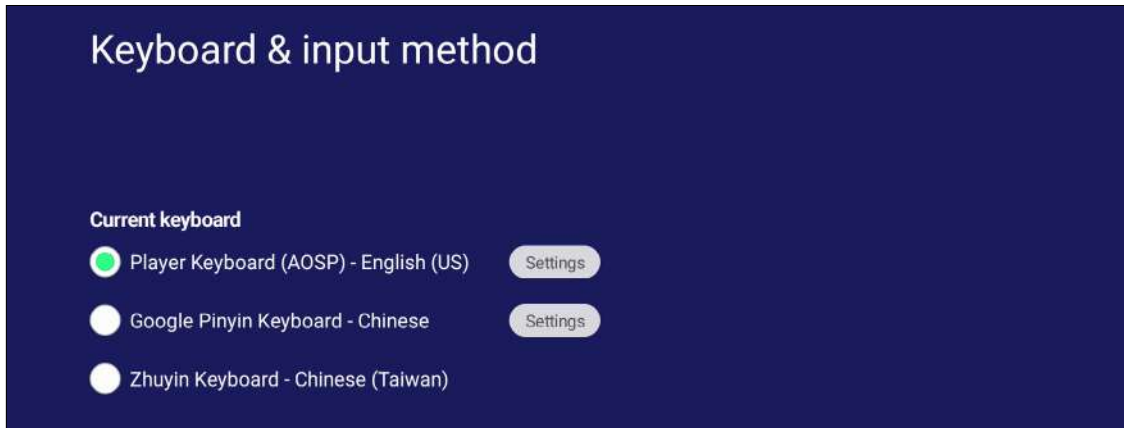 Keyboard & input method
Current keyboard
Player Keyboard (AOSP) - English (US) Settings
Google Pinyin Keyboard - Chinese Settings
Zhuyin Keyboard - Chinese (Taiwan)